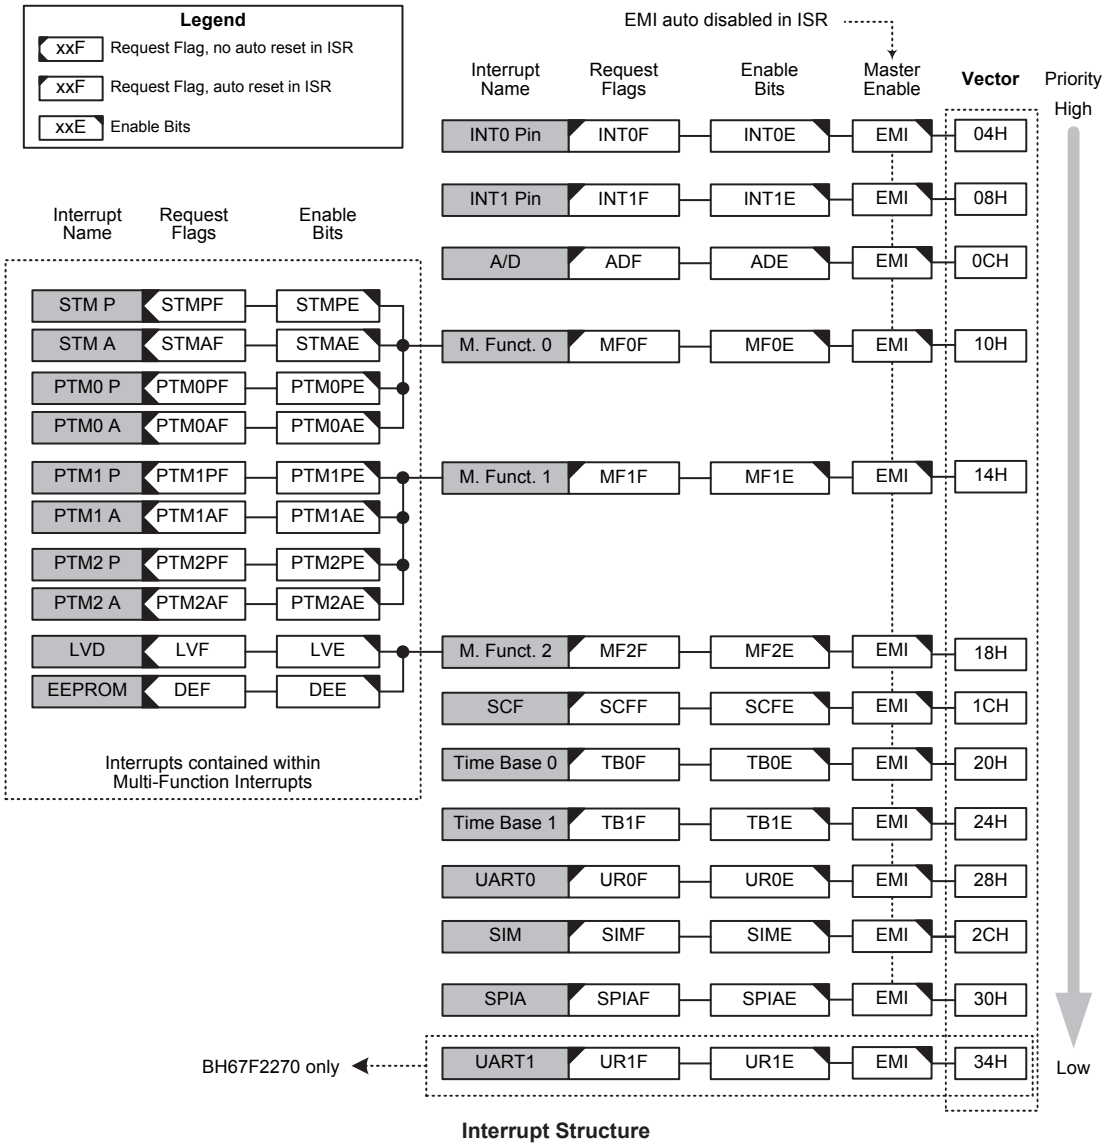 Legend
xxF Request Flag, no auto reset in ISR
xxF Request Flag, auto reset in ISR
xxE Enable Bits
EMI auto disabled in ISR
Interrupt Name Request Flags Enable Bits Master Enable Vector Priority
High
INT0 Pin INT0F INT0E EMI 04H
INT1 Pin INT1F INT1E EMI 08H
A/D ADF ADE EMI 0CH
M. Funct. 0 MF0F MF0E EMI 10H
M. Funct. 1 MF1F MF1E EMI 14H
M. Funct. 2 MF2F MF2E EMI 18H
SCF SCFF SCFE EMI 1CH
Time Base 0 TB0F TB0E EMI 20H
Time Base 1 TB1F TB1E EMI 24H
UART0 UR0F UR0E EMI 28H
SIM SIMF SIME EMI 2CH
SPIA SPIAF SPIAE EMI 30H
UART1 UR1F UR1E EMI 34H
Low
Interrupt Name Request Flags Enable Bits
STM P STMPF STMPE
STM A STMAF STMAE
PTM0 P PTM0PF PTM0PE
PTM0 A PTM0AF PTM0AE
PTM1 P PTM1PF PTM1PE
PTM1 A PTM1AF PTM1AE
PTM2 P PTM2PF PTM2PE
PTM2 A PTM2AF PTM2AE
LVD LVF LVE
EEPROM DEF DEE
Interrupts contained within
Multi-Function Interrupts
BH67F2270 only
Interrupt Structure